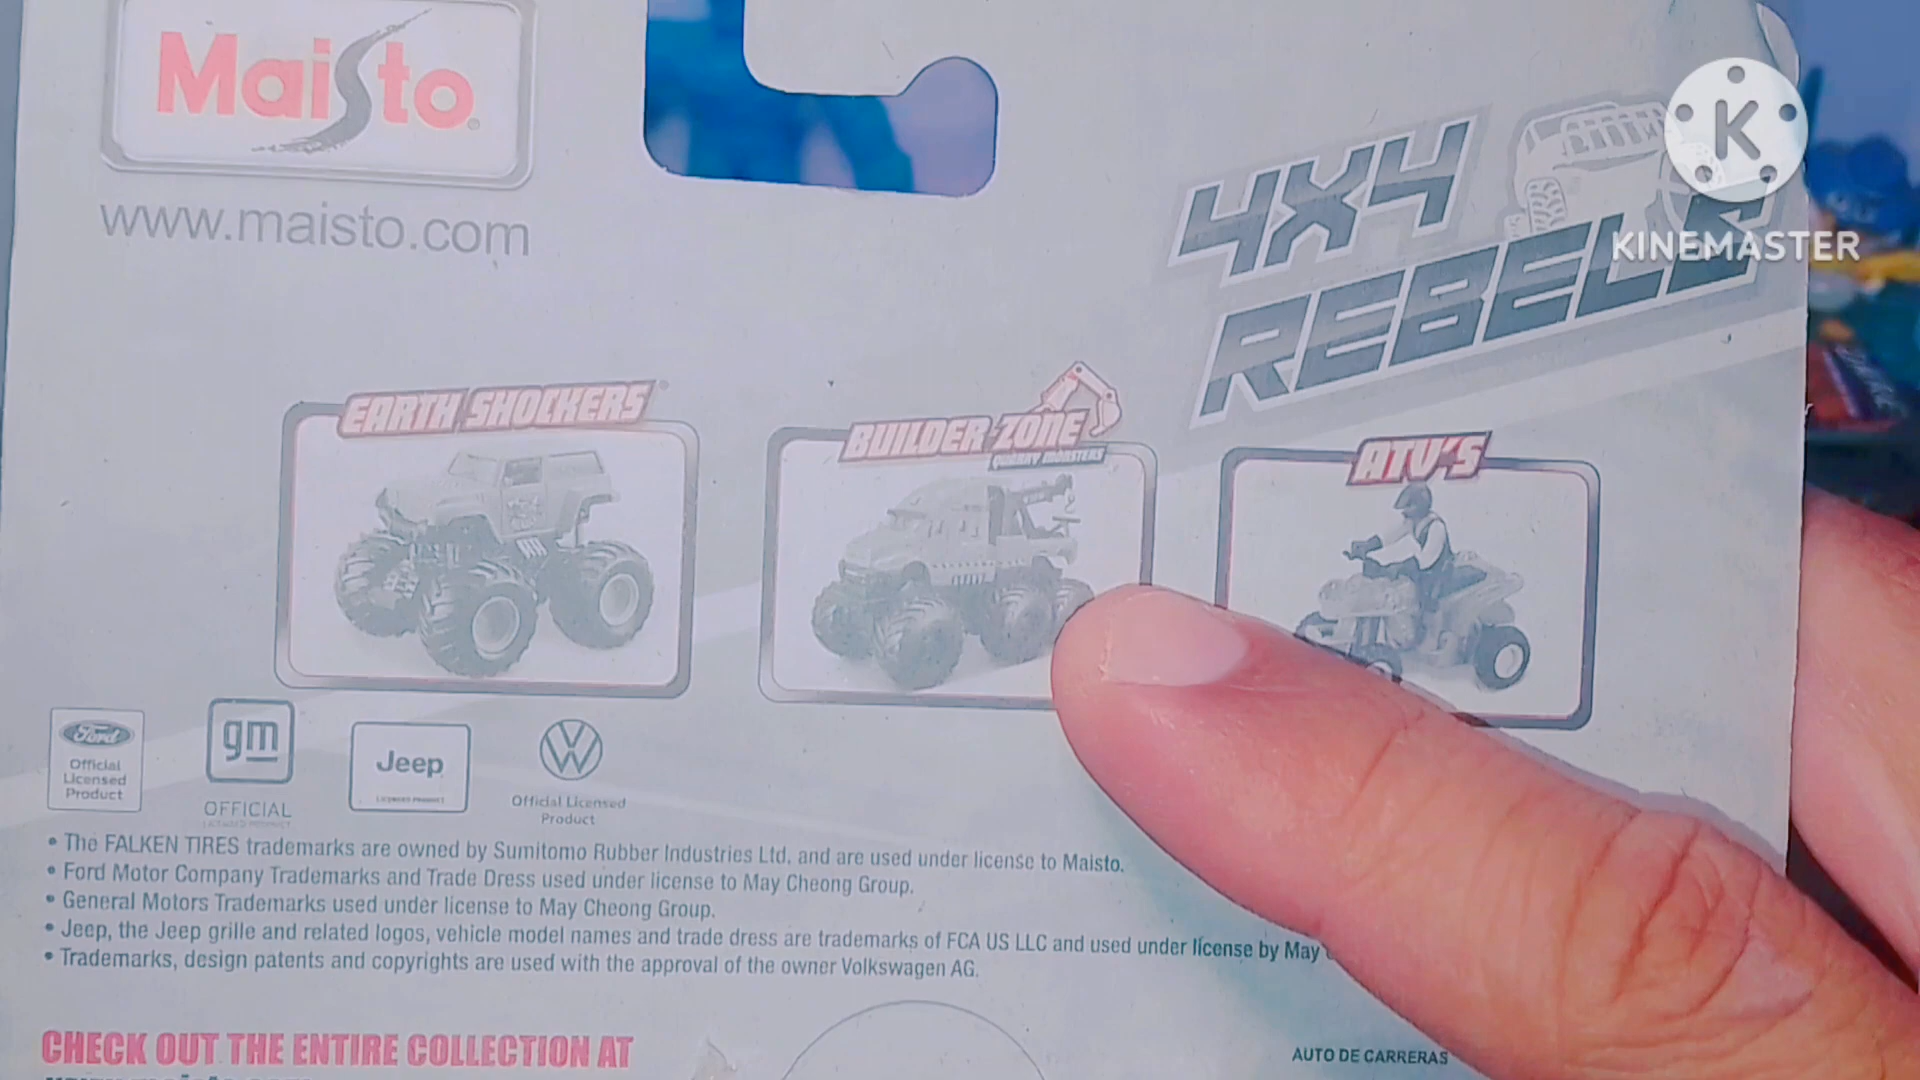 Maisto
www.maisto.com
4X4
REBELS
KINEMASTER
EARTH SHOCKERS
BUILDER ZONE
QUARRY MONSTERS
ATV'S
Ford
Official
Licensed
Product
gm
OFFICIAL
LICENSED PRODUCT
Jeep
LICENSED PRODUCT
Official Licensed
Product
• The FALKEN TIRES trademarks are owned by Sumitomo Rubber Industries Ltd, and are used under license to Maisto.
• Ford Motor Company Trademarks and Trade Dress used under license to May Cheong Group.
• General Motors Trademarks used under license to May Cheong Group.
• Jeep, the Jeep grille and related logos, vehicle model names and trade dress are trademarks of FCA US LLC and used under license by May
• Trademarks, design patents and copyrights are used with the approval of the owner Volkswagen AG.
CHECK OUT THE ENTIRE COLLECTION AT
AUTO DE CARRERAS